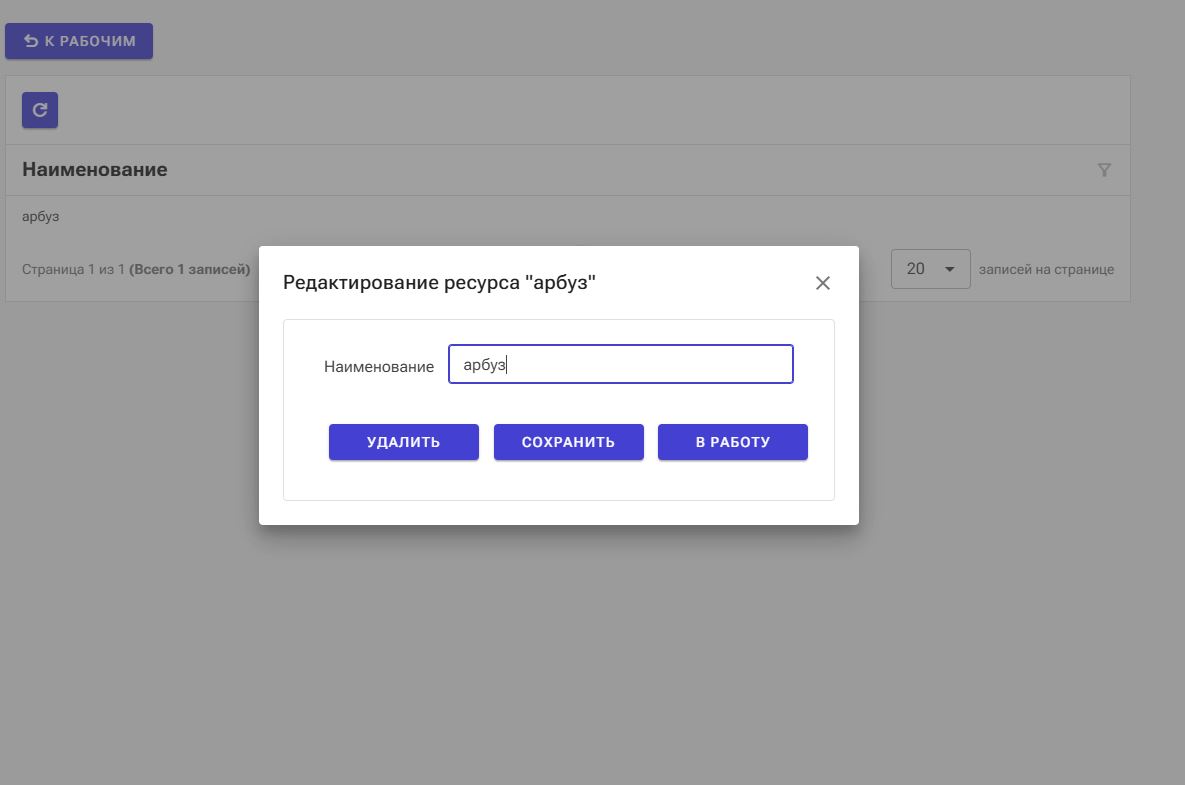 К РАБОЧИМ
Наименование
арбуз
Страница 1 из 1 (Всего 1 записей)
20
записей на странице
Редактирование ресурса "арбуз"
Наименование
арбуз
УДАЛИТЬ
СОХРАНИТЬ
В РАБОТУ